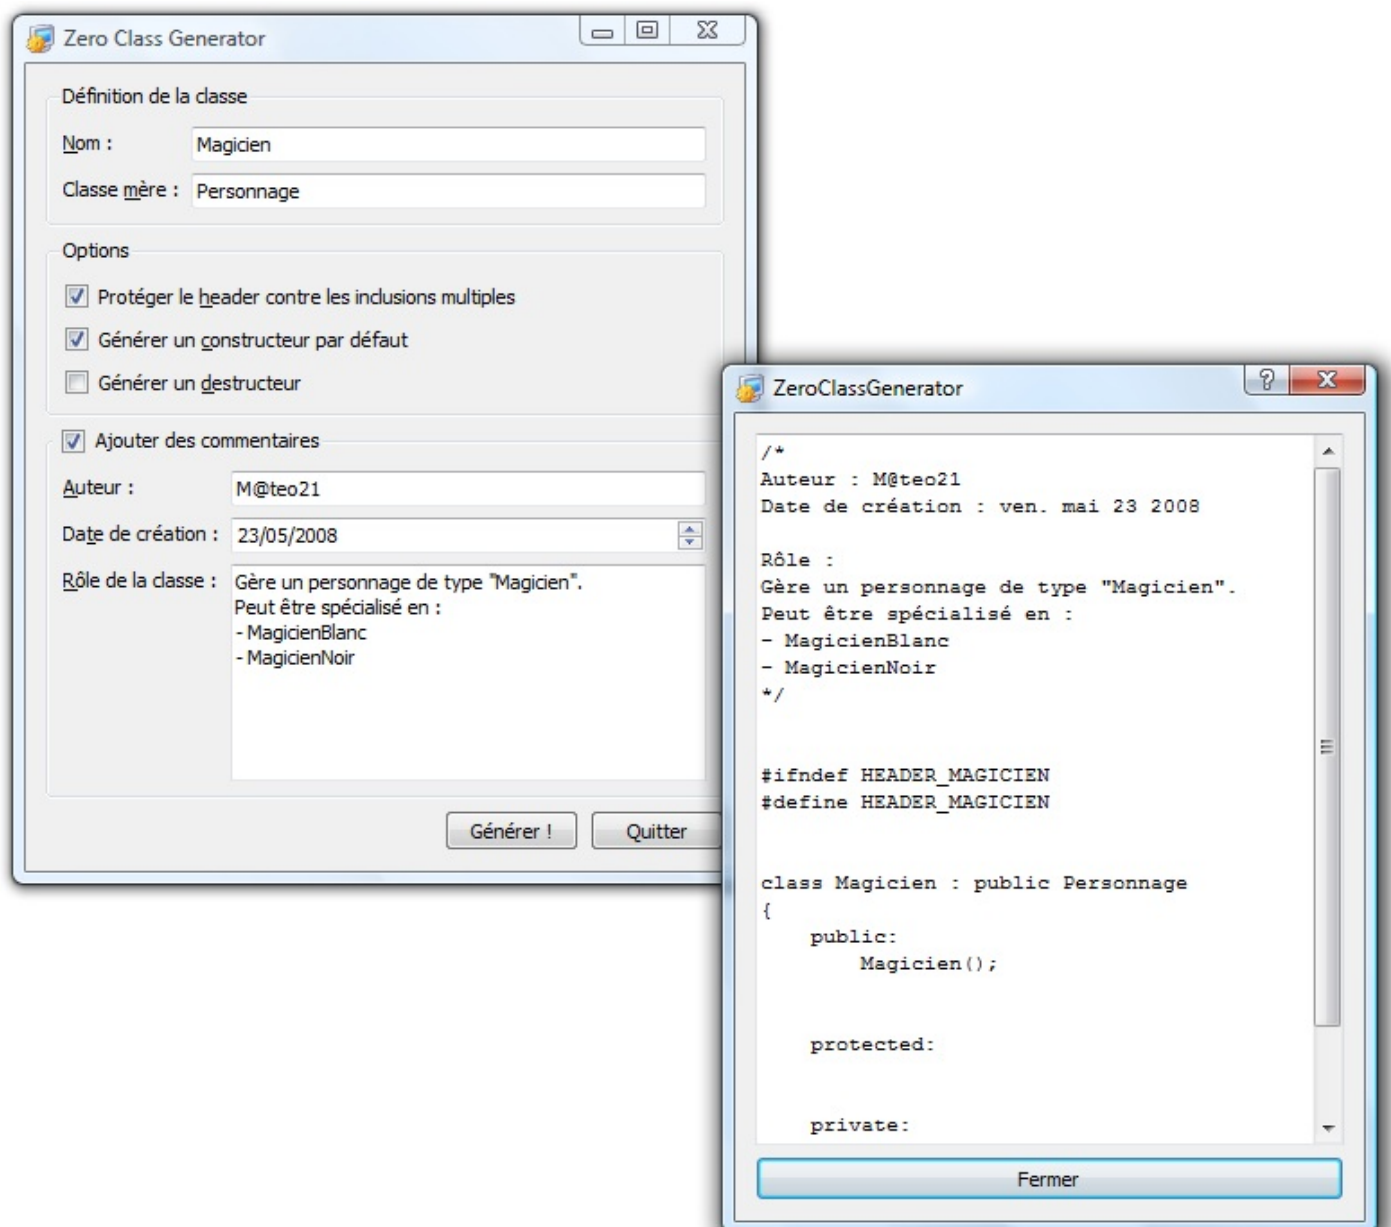 Zero Class Generator
Définition de la classe
Nom :
Magicien
Classe mère :
Personnage
Options
Protéger le header contre les inclusions multiples
Générer un constructeur par défaut
Générer un destructeur
Ajouter des commentaires
Auteur :
M@teo21
Date de création :
23/05/2008
Rôle de la classe :
Gère un personnage de type "Magicien".
Peut être spécialisé en :
- MagicienBlanc
- MagicienNoir
Générer !
Quitter
ZeroClassGenerator
/*
Auteur : M@teo21
Date de création : ven. mai 23 2008
Rôle :
Gère un personnage de type "Magicien".
Peut être spécialisé en :
- MagicienBlanc
- MagicienNoir
*/
#ifndef HEADER_MAGICIEN
#define HEADER_MAGICIEN
class Magicien : public Personnage
{
public:
Magicien();
protected:
private:
Fermer